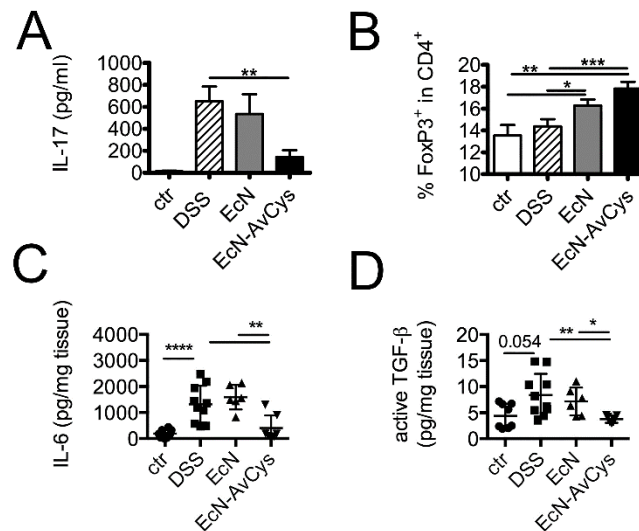 A
**
IL-17 (pg/ml)
1000
800
600
400
200
0
ctr
DSS
EcN
EcN-AvCys
B
** ***
*
% FoxP3⁺ in CD4⁺
18
16
14
12
10
ctr
DSS
EcN
EcN-AvCys
C
**** **
IL-6 (pg/mg tissue)
4000
3000
2000
1000
0
ctr
DSS
EcN
EcN-AvCys
D
0.054 ** *
active TGF-β
(pg/mg tissue)
20
15
10
5
0
ctr
DSS
EcN
EcN-AvCys